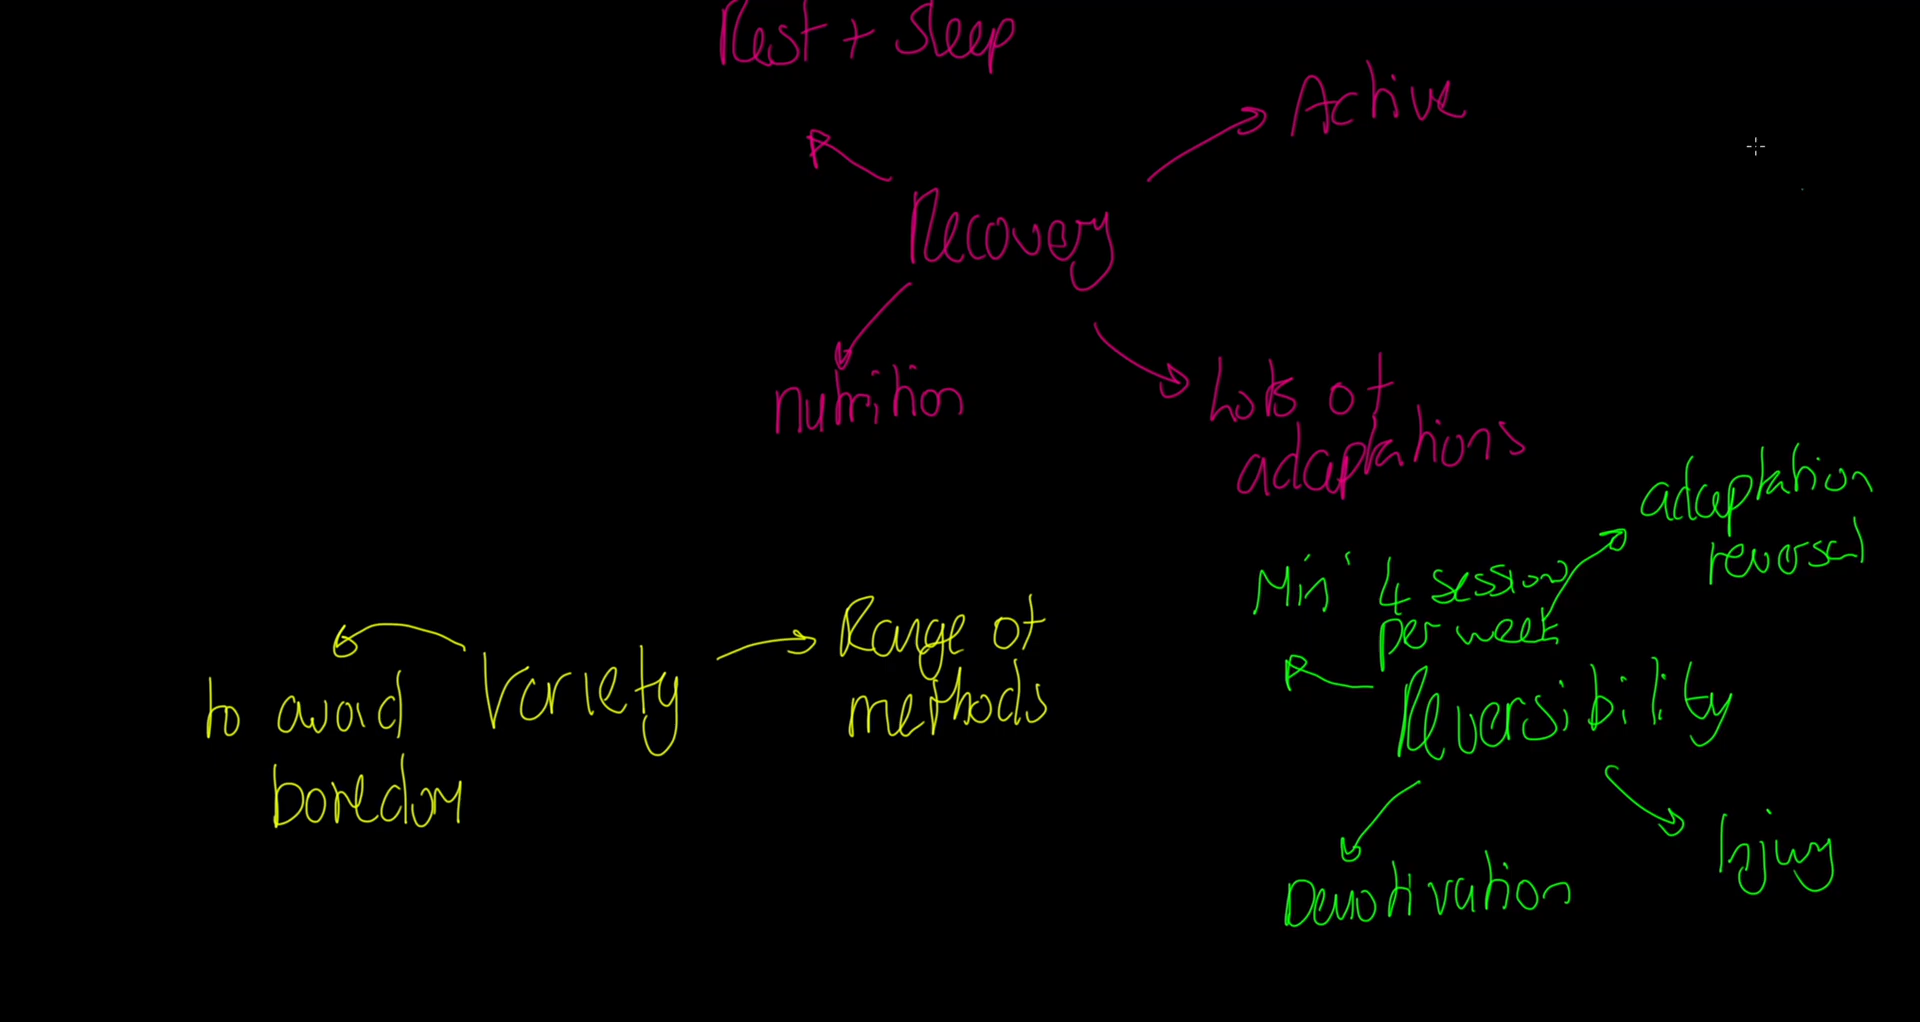 Rest + Sleep
Active
Recovery
nutrition
Lots of
adaptations
adaptation
reversal
Min 4 session
per week
Reversibility
Injury
Demotivation
Variety
to avoid
boredom
Range of
methods